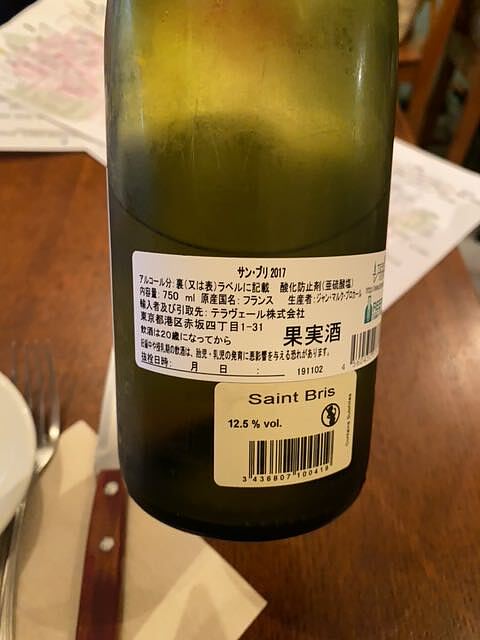 サン・ブリ 2017
アルコール分:裏(又は表)ラベルに記載 酸化防止剤(亜硫酸塩)
内容量:750 ml 原産国名:フランス 生産者:ジャン・マルク・ブロカール
輸入者及び引取先:テラヴェール株式会社
東京都港区赤坂四丁目1-31
果実酒
飲酒は20歳になってから
妊娠中や授乳期の飲酒は、胎児・乳児の発育に悪影響を与える恐れがあります。
抜栓日時: 月 日 :
191102
Saint Bris
12.5 % vol.
Contains Sulphites
3 436807 100419